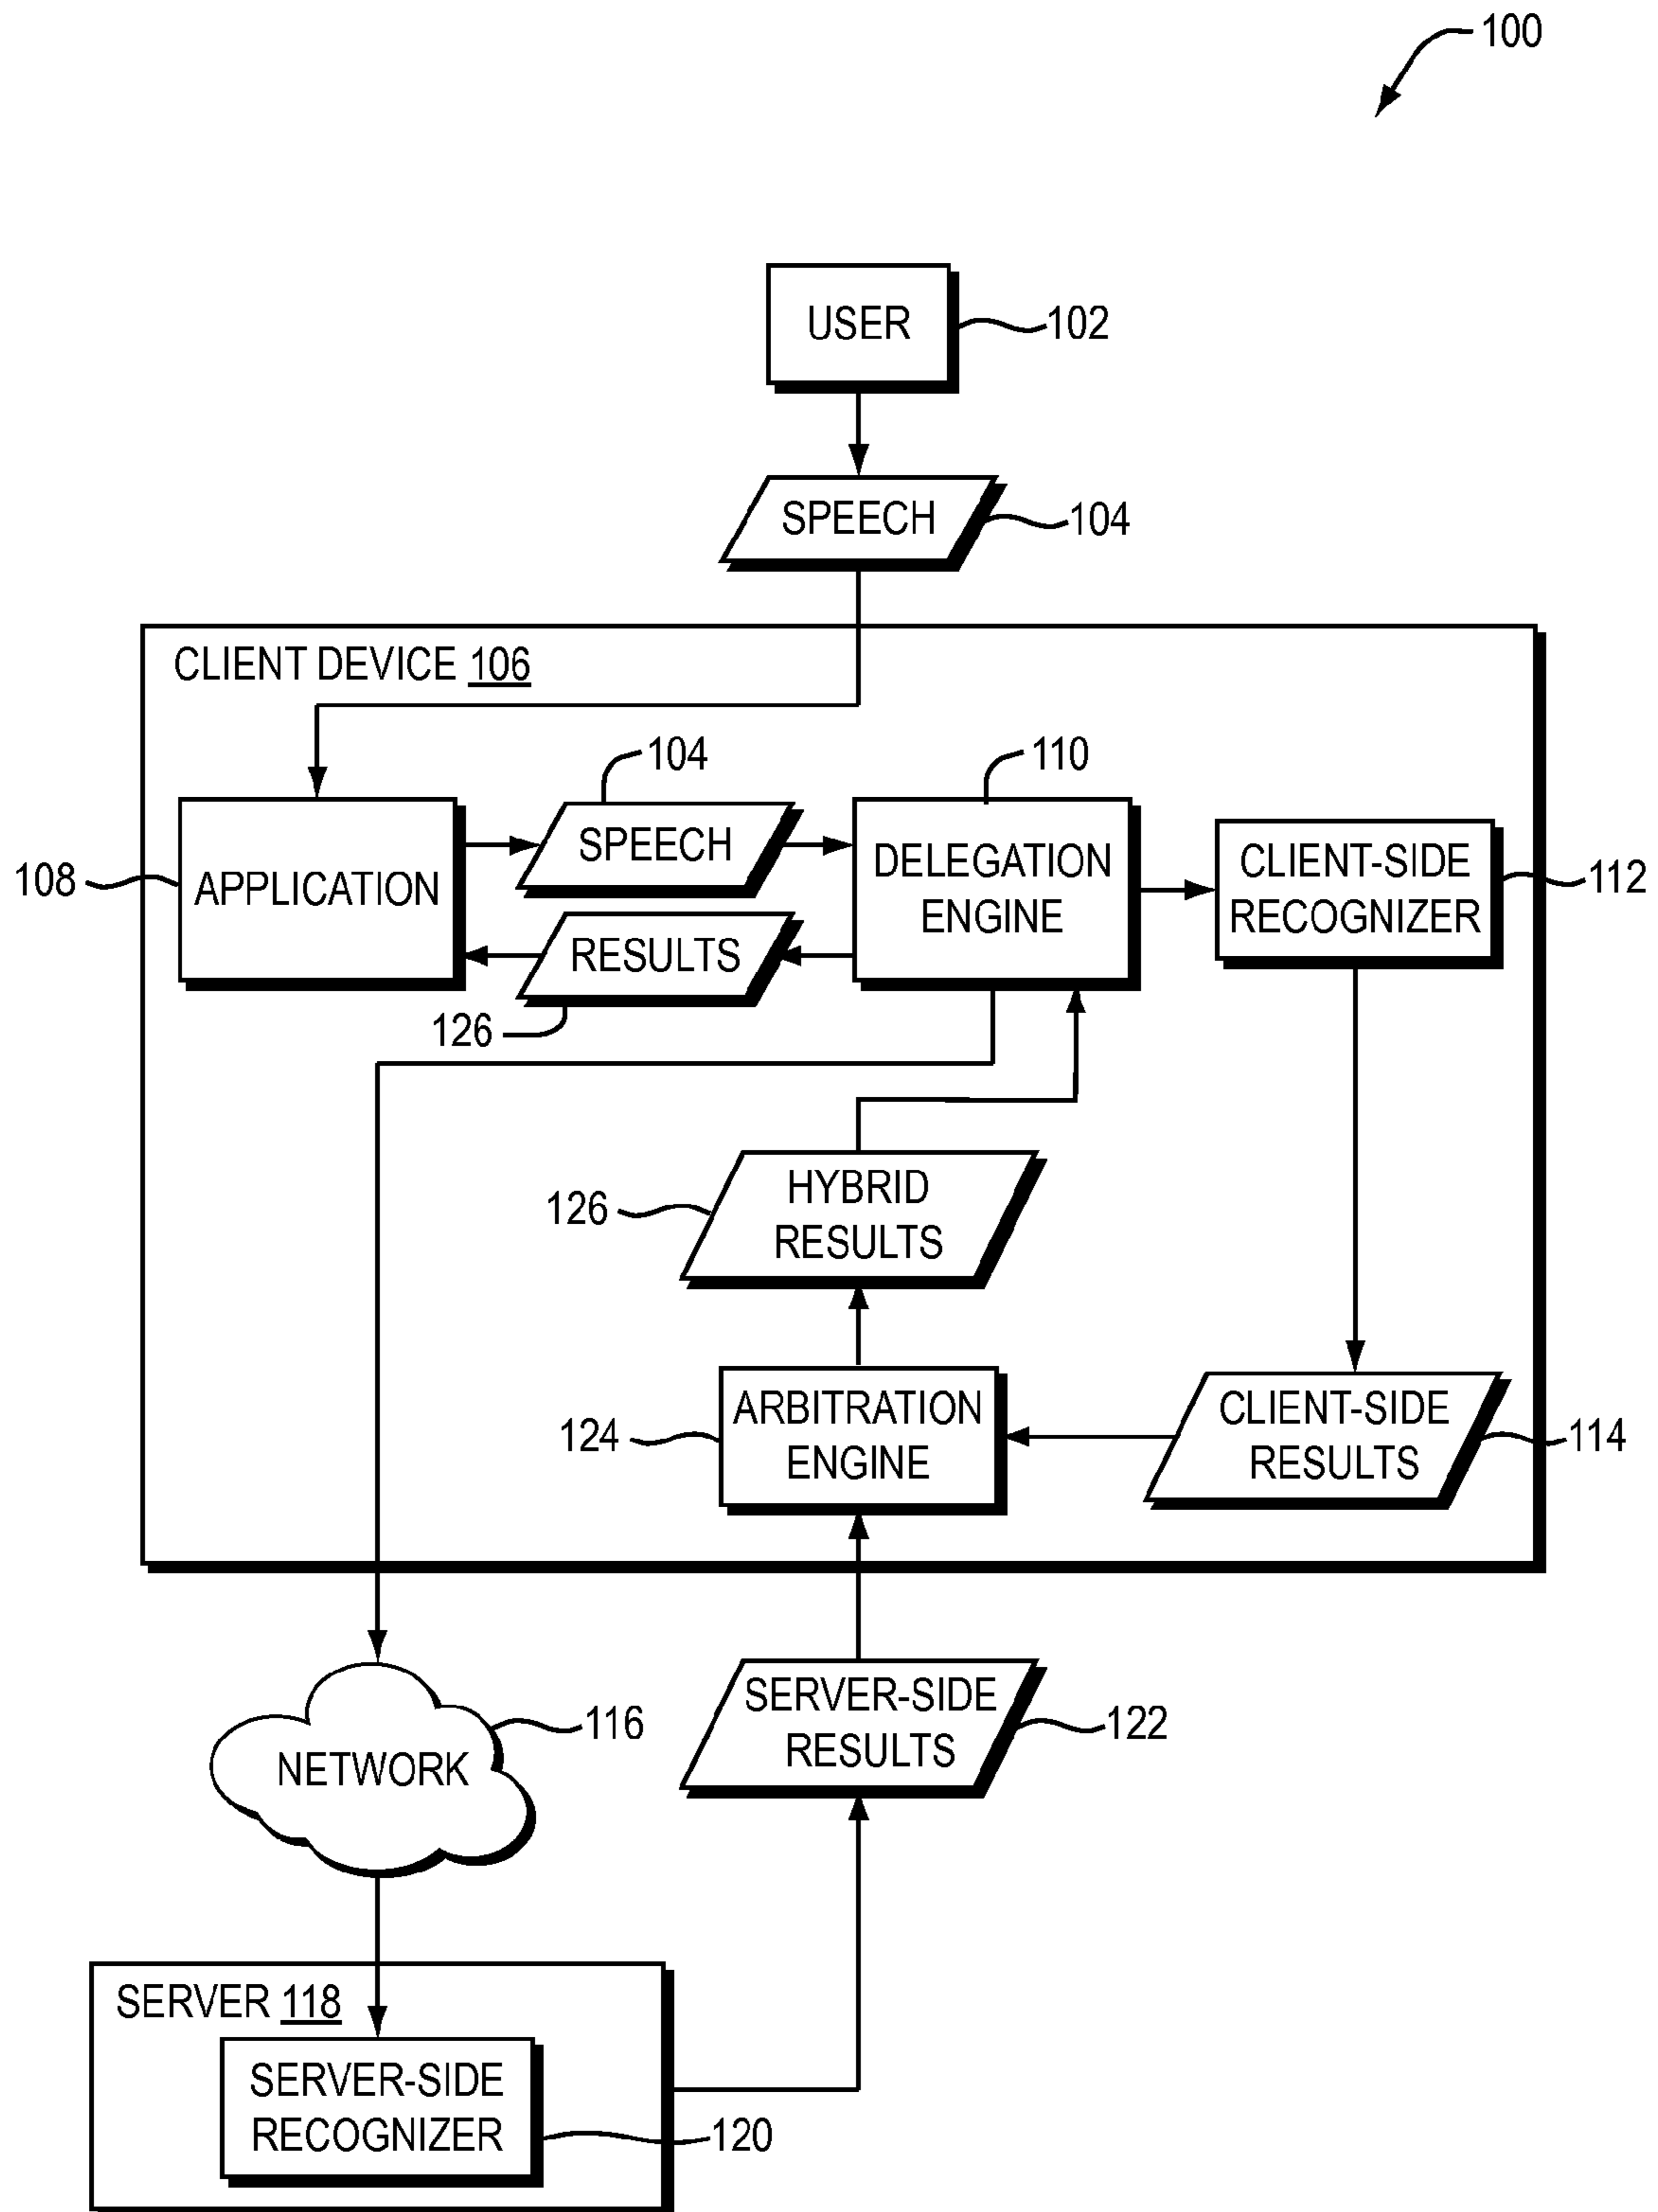 100
USER
102
SPEECH
104
CLIENT DEVICE 106
104
110
SPEECH
DELEGATION
ENGINE
CLIENT-SIDE
RECOGNIZER
112
108
APPLICATION
RESULTS
126
HYBRID
RESULTS
126
ARBITRATION
ENGINE
124
CLIENT-SIDE
RESULTS
114
SERVER-SIDE
RESULTS
122
NETWORK
116
SERVER 118
SERVER-SIDE
RECOGNIZER
120